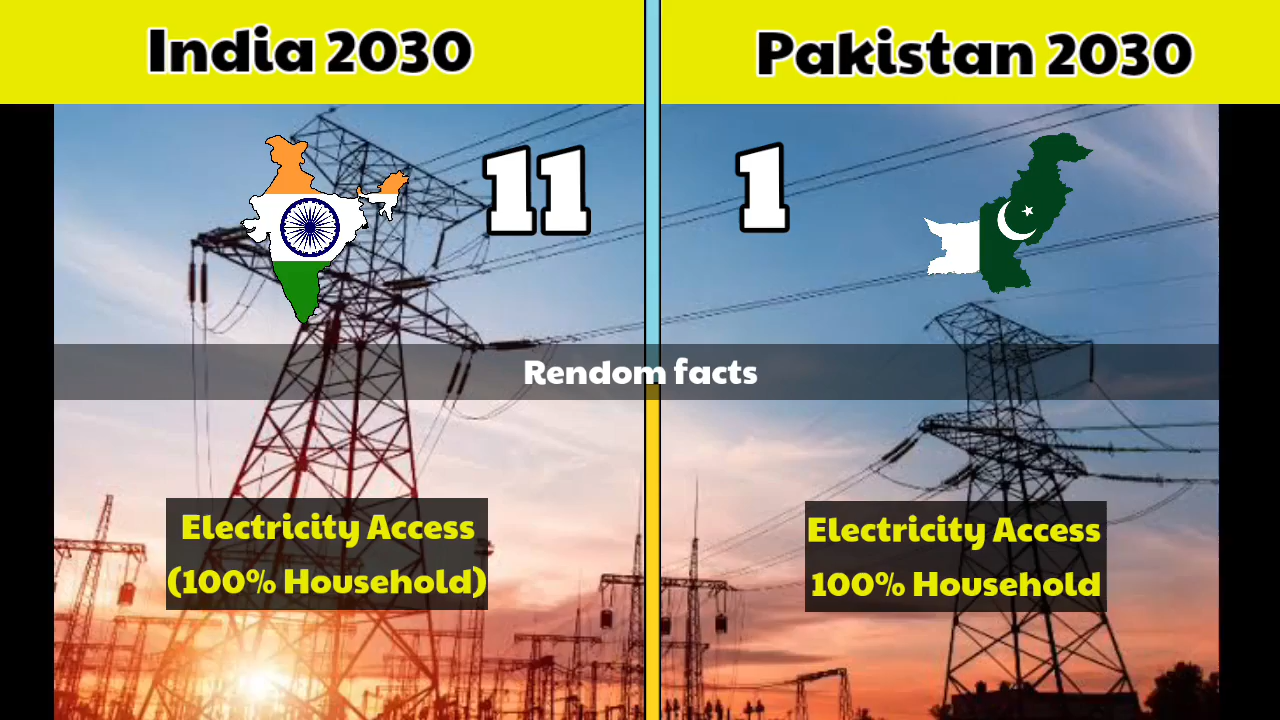 India 2030
Pakistan 2030
11
1
Rendom facts
Electricity Access
(100% Household)
Electricity Access
100% Household